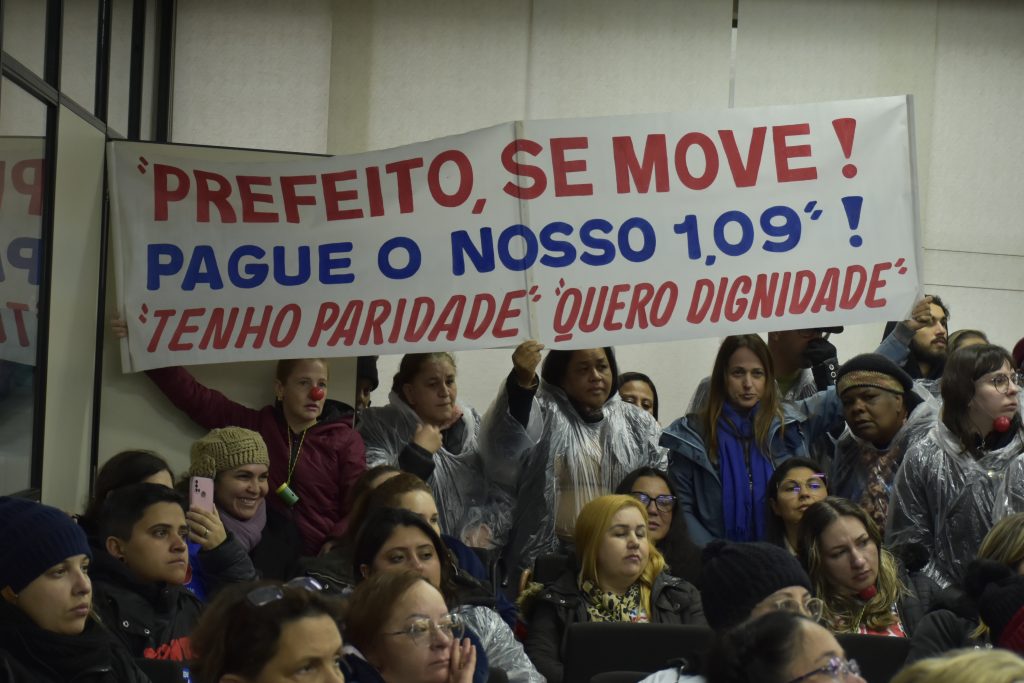 "PREFEITO, SE MOVE !
PAGUE O NOSSO 1,09" !
"TENHO PARIDADE" "QUERO DIGNIDADE"